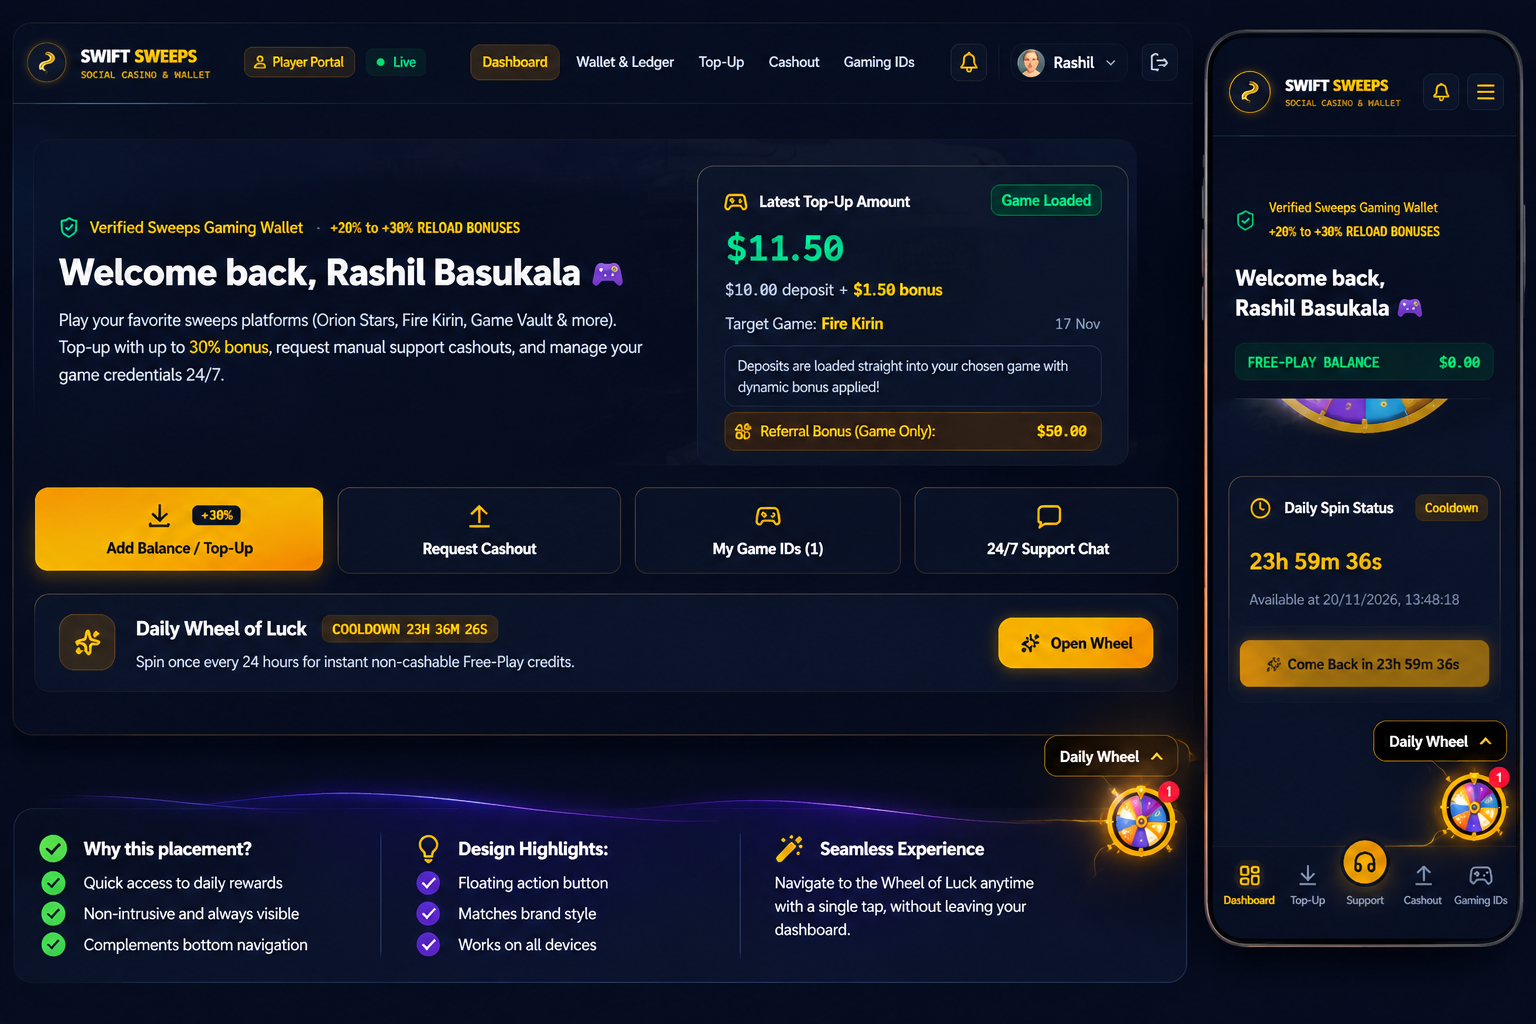 SWIFT SWEEPS
SOCIAL CASINO & WALLET
Player Portal
Live
Dashboard
Wallet & Ledger
Top-Up
Cashout
Gaming IDs
Rashil
Verified Sweeps Gaming Wallet · +20% to +30% RELOAD BONUSES
Welcome back, Rashil Basukala
Play your favorite sweeps platforms (Orion Stars, Fire Kirin, Game Vault & more).
Top-up with up to 30% bonus, request manual support cashouts, and manage your
game credentials 24/7.
Latest Top-Up Amount
Game Loaded
$11.50
$10.00 deposit + $1.50 bonus
Target Game: Fire Kirin
17 Nov
Deposits are loaded straight into your chosen game with
dynamic bonus applied!
Referral Bonus (Game Only):
$50.00
+30%
Add Balance / Top-Up
Request Cashout
My Game IDs (1)
24/7 Support Chat
Daily Wheel of Luck
COOLDOWN 23H 36M 26S
Spin once every 24 hours for instant non-cashable Free-Play credits.
Open Wheel
Daily Wheel
1
Why this placement?
Quick access to daily rewards
Non-intrusive and always visible
Complements bottom navigation
Design Highlights:
Floating action button
Matches brand style
Works on all devices
Seamless Experience
Navigate to the Wheel of Luck anytime
with a single tap, without leaving your
dashboard.
SWIFT SWEEPS
SOCIAL CASINO & WALLET
Verified Sweeps Gaming Wallet
+20% to +30% RELOAD BONUSES
Welcome back,
Rashil Basukala
FREE-PLAY BALANCE
$0.00
Daily Spin Status
Cooldown
23h 59m 36s
Available at 20/11/2026, 13:48:18
Come Back in 23h 59m 36s
Daily Wheel
1
Dashboard
Top-Up
Support
Cashout
Gaming IDs